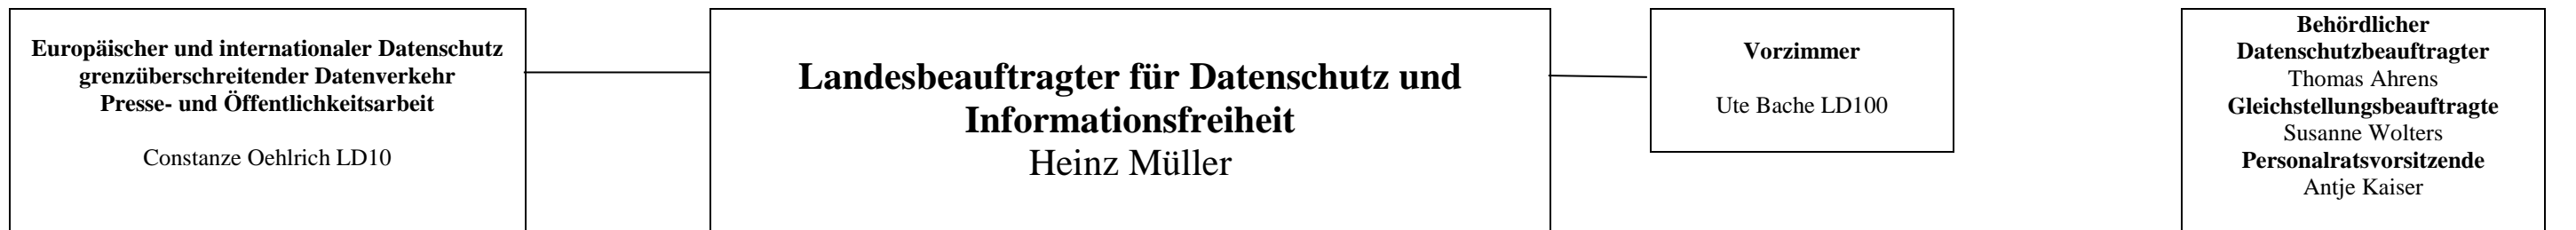 Europäischer und internationaler Datenschutz
grenzüberschreitender Datenverkehr
Presse- und Öffentlichkeitsarbeit
Constanze Oehlrich LD10
Landesbeauftragter für Datenschutz und
Informationsfreiheit
Heinz Müller
Vorzimmer
Ute Bache LD100
Behördlicher
Datenschutzbeauftragter
Thomas Ahrens
Gleichstellungsbeauftragte
Susanne Wolters
Personalratsvorsitzende
Antje Kaiser